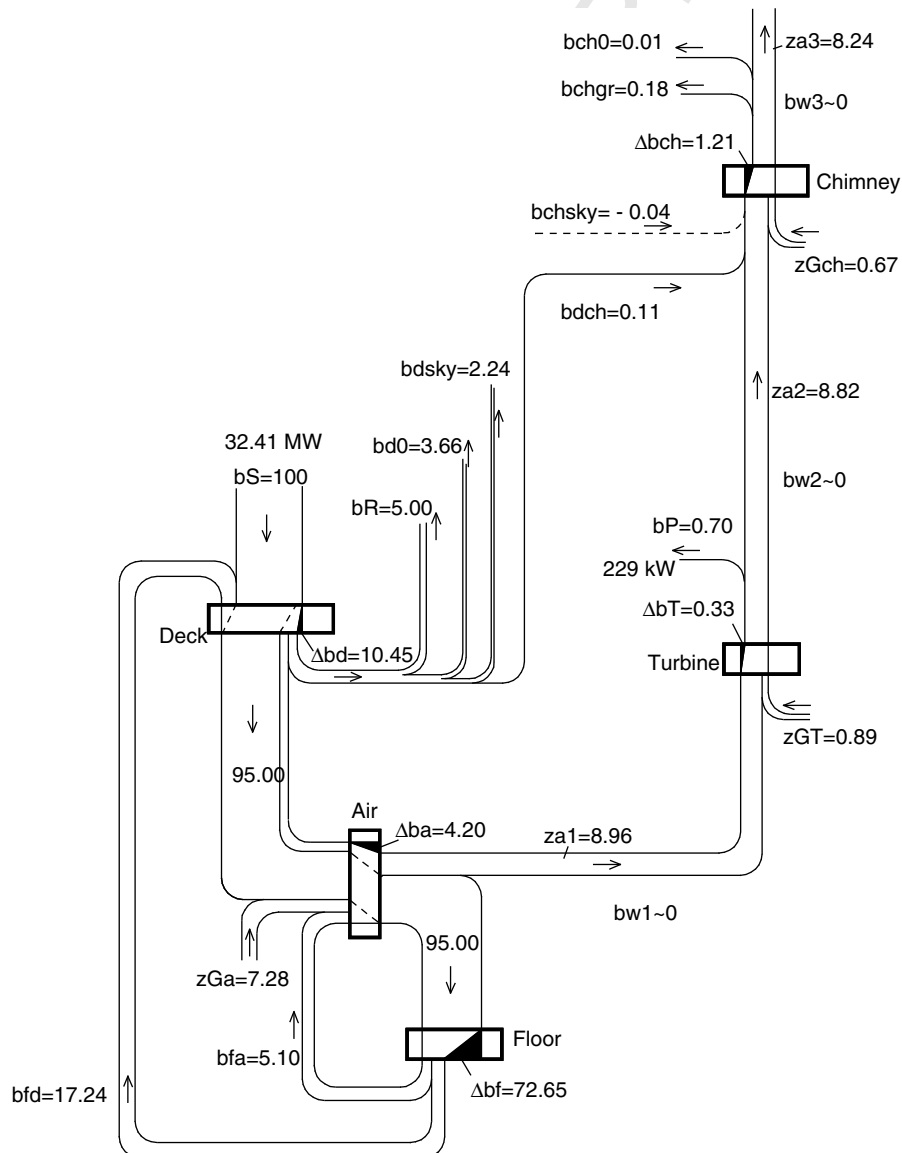 bch0=0.01
za3=8.24
bchgr=0.18
bw3~0
Δbch=1.21
Chimney
bchsky= - 0.04
zGch=0.67
bdch=0.11
bdsky=2.24
za2=8.82
32.41 MW
bd0=3.66
bS=100
bw2~0
bR=5.00
bP=0.70
229 kW
Δbd=10.45
ΔbT=0.33
Deck
Turbine
zGT=0.89
95.00
Air
Δba=4.20
za1=8.96
bw1~0
95.00
zGa=7.28
Floor
bfa=5.10
Δbf=72.65
bfd=17.24